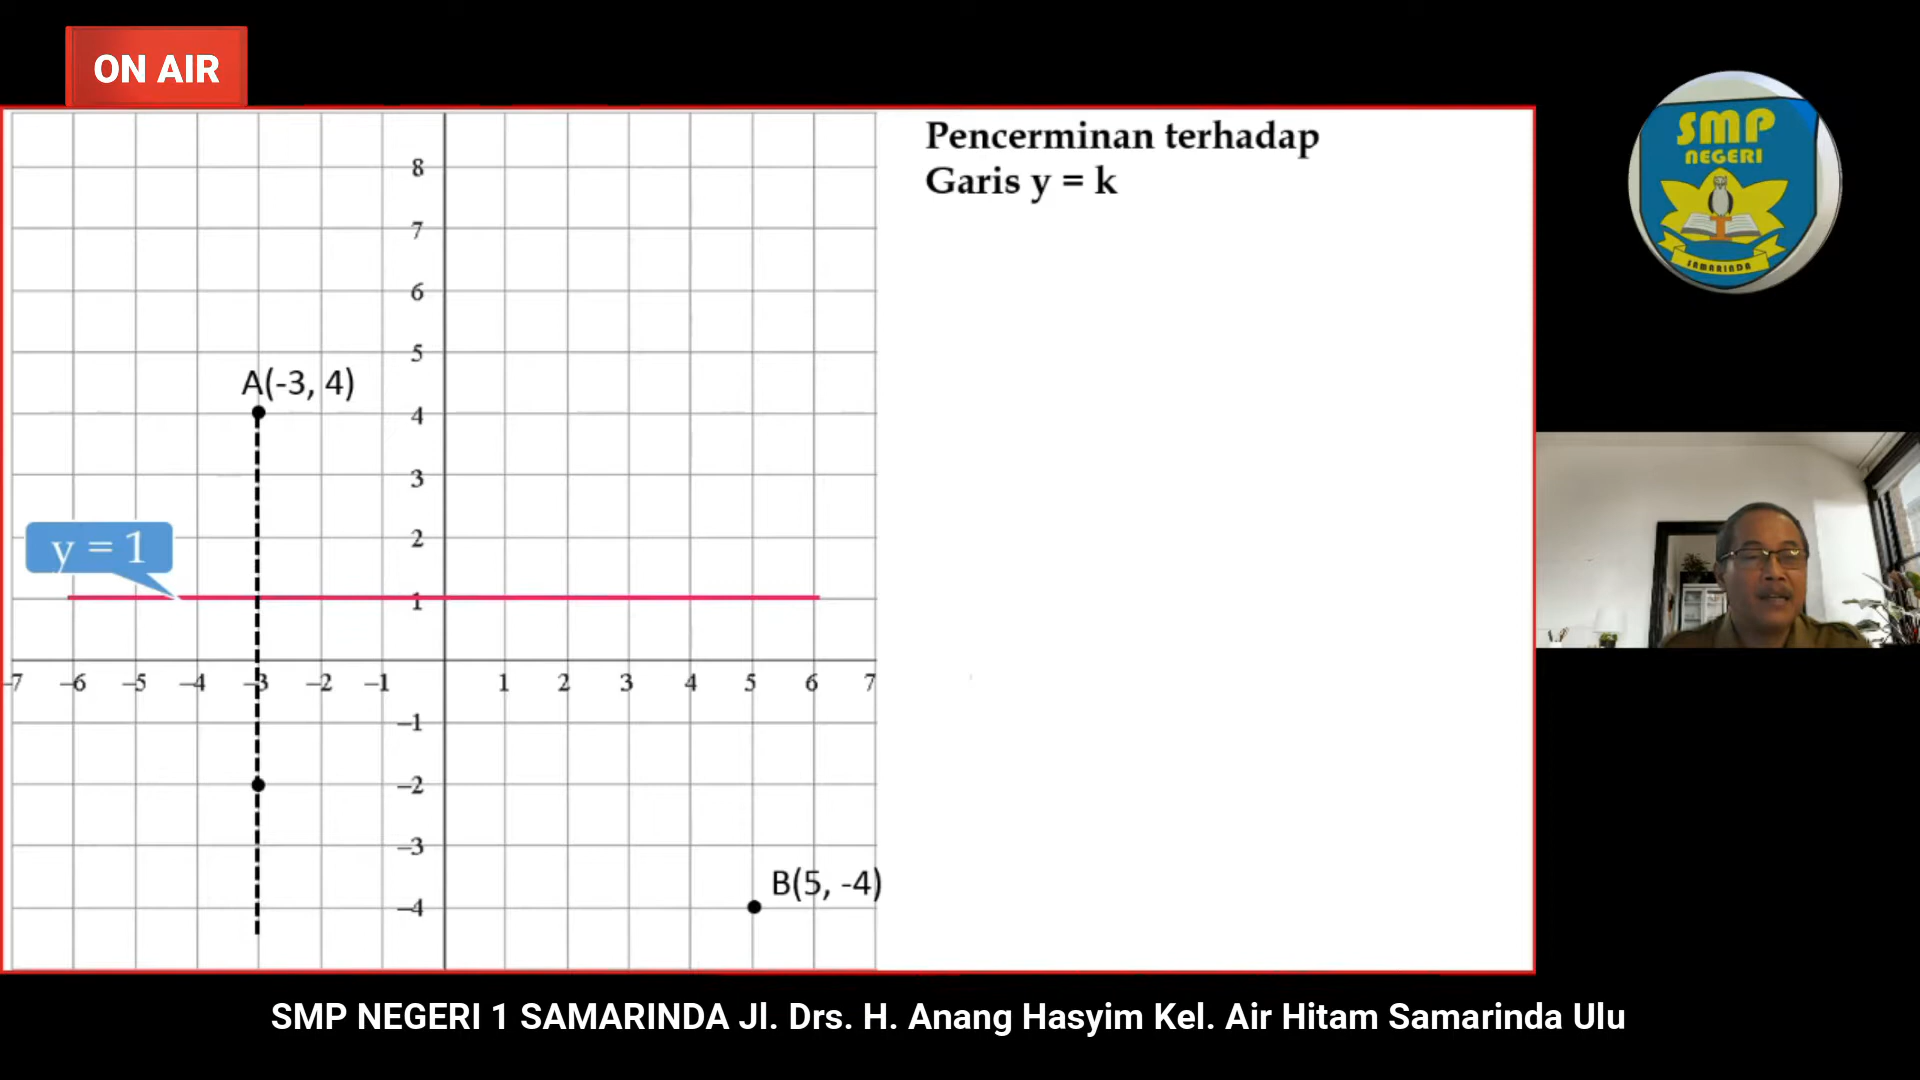 ON AIR
Pencerminan terhadap
Garis y = k
SMP
NEGERI
SAMARINDA
8
7
6
5
A(-3, 4)
4
3
2
y = 1
1
-7 -6 -5 -4 -3 -2 -1 1 2 3 4 5 6 7
-1
-2
-3
B(5, -4)
-4
SMP NEGERI 1 SAMARINDA Jl. Drs. H. Anang Hasyim Kel. Air Hitam Samarinda Ulu